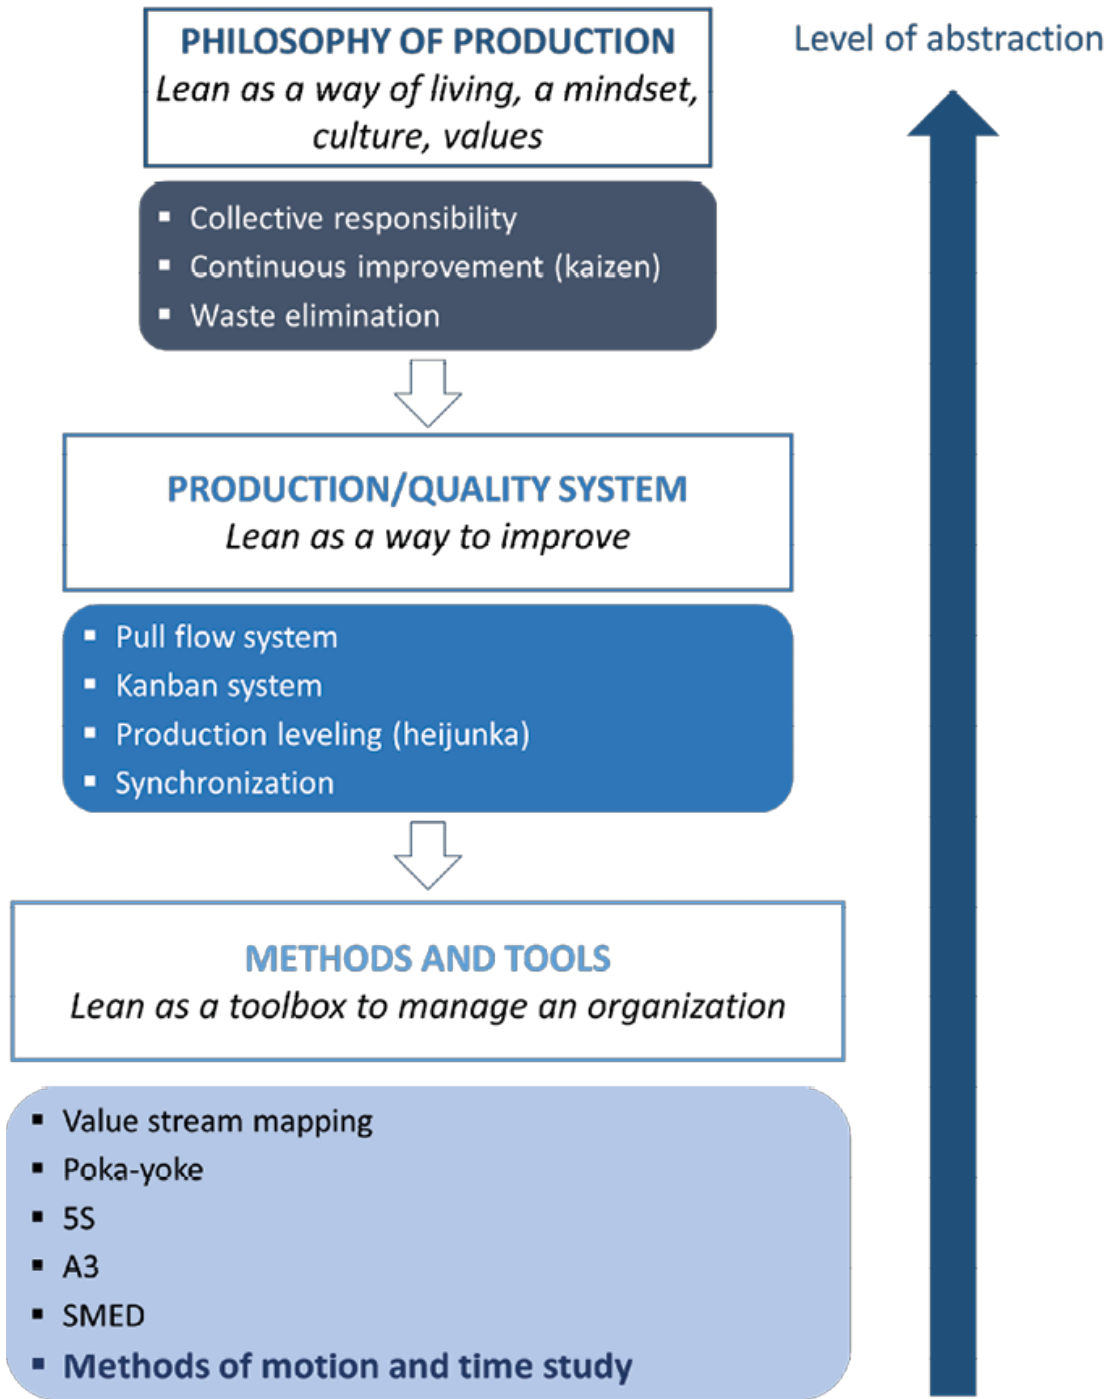 PHILOSOPHY OF PRODUCTION
Level of abstraction
Lean as a way of living, a mindset,
culture, values
▪ Collective responsibility
▪ Continuous improvement (kaizen)
▪ Waste elimination
PRODUCTION/QUALITY SYSTEM
Lean as a way to improve
▪ Pull flow system
▪ Kanban system
▪ Production leveling (heijunka)
▪ Synchronization
METHODS AND TOOLS
Lean as a toolbox to manage an organization
▪ Value stream mapping
▪ Poka-yoke
▪ 5S
▪ A3
▪ SMED
▪ Methods of motion and time study